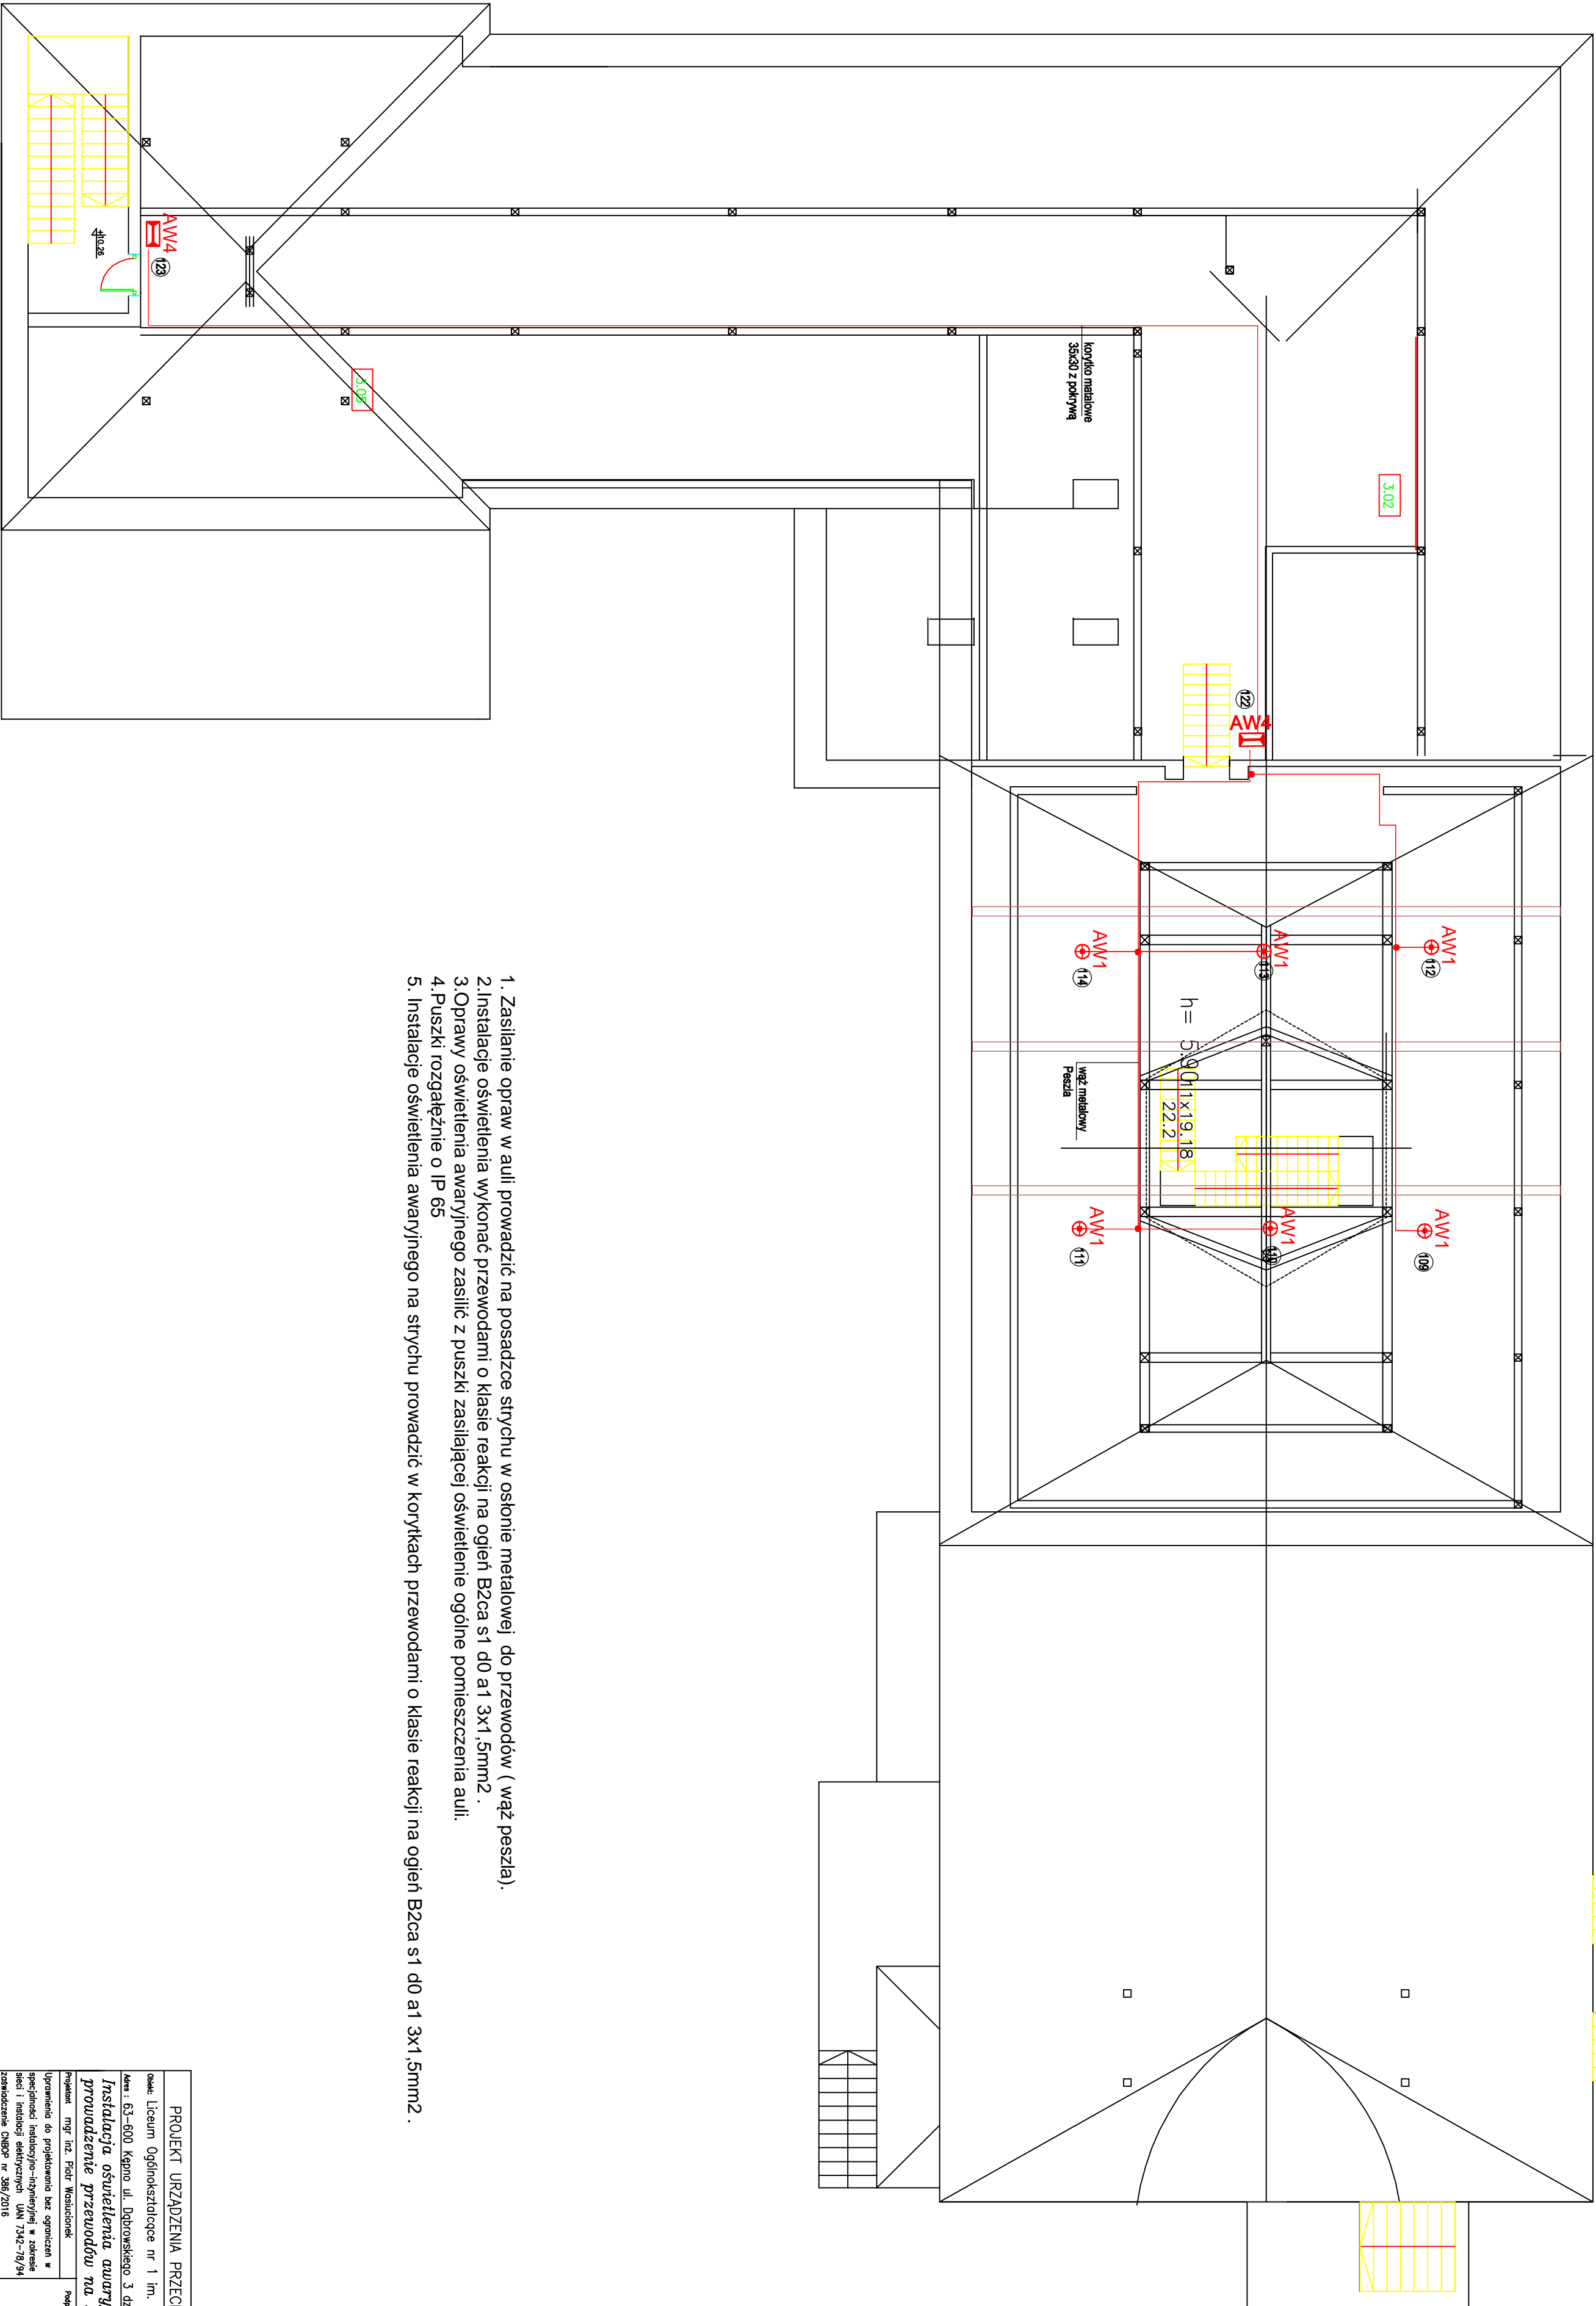 AW4
123
+10.26
3.05
korytko matalowe
35x30 z pokrywą
3.02
122
AW4
AW1
112
AW1
113
AW1
114
h= 5.90
11x19.18
22.2
wąż metalowy
Peszla
AW1
109
AW1
110
AW1
111
1. Zasilanie opraw w auli prowadzić na posadzce strychu w osłonie metalowej do przewodów ( wąż peszla).
2.Instalacje oświetlenia wykonać przewodami o klasie reakcji na ogień B2ca s1 d0 a1 3x1,5mm2 .
3.Oprawy oświetlenia awaryjnego zasilić z puszki zasilającej oświetlenie ogólne pomieszczenia auli.
4.Puszki rozgałęźnie o IP 65
5. Instalacje oświetlenia awaryjnego na strychu prowadzić w korytkach przewodami o klasie reakcji na ogień B2ca s1 d0 a1 3x1,5mm2 .
PROJEKT URZĄDZENIA
Obiekt: Liceum Ogólnokształcące nr 1 im.
Adres : 63-600 Kępno ul. Dąbrowskiego 3
Instalacja oświetlenia
prowadzenie przewodów na
Projektant mgr inż. Piotr Wasiucionek
Uprawnienia do projektowania bez ograniczeń w
specjalności instalacyjno-inżynieryjnej w zakresie
sieci i instalacji elektrycznych UAN 7342-78/94
zaświadczenie CNBOP nr 386/2016